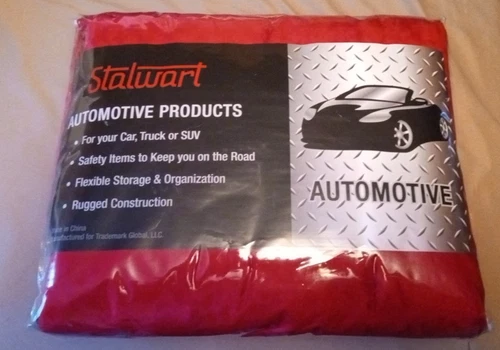 Stalwart
AUTOMOTIVE PRODUCTS
• For your Car, Truck or SUV
• Safety Items to Keep you on the Road
• Flexible Storage & Organization
• Rugged Construction
in China
for Trademark Global, LLC.
AUTOMOTIVE